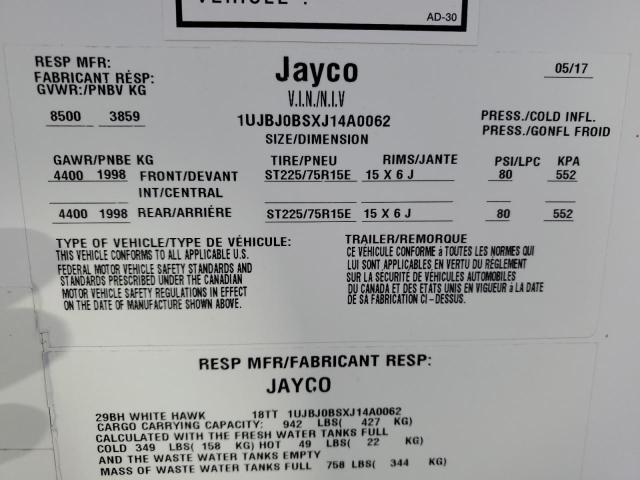 AD-30
RESP MFR:
FABRICANT RÉSP:
Jayco
05/17
GVWR:/PNBV KG
V.I.N./N.I.V
8500 3859
1UJBJ0BSXJ14A0062
PRESS./COLD INFL.
PRESS./GONFL FROID
SIZE/DIMENSION
GAWR/PNBE KG TIRE/PNEU RIMS/JANTE PSI/LPC KPA
4400 1998 FRONT/DEVANT ST225/75R15E 15 X 6 J 80 552
INT/CENTRAL
4400 1998 REAR/ARRIÈRE ST225/75R15E 15 X 6 J 80 552
TYPE OF VEHICLE/TYPE DE VÉHICULE:
TRAILER/REMORQUE
THIS VEHICLE CONFORMS TO ALL APPLICABLE U.S.
FEDERAL MOTOR VEHICLE SAFETY STANDARDS AND
STANDARDS PRESCRIBED UNDER THE CANADIAN
MOTOR VEHICLE SAFETY REGULATIONS IN EFFECT
ON THE DATE OF MANUFACTURE SHOWN ABOVE.
CE VÉHICULE CONFORME à TOUTES LES NORMES QUI
LUI SONT APPLICABLES EN VERTU DU RÈGLEMENT
SUR LA SECURITE DE VÉHICULES AUTOMOBILES
DU CANADA ET DES ETATS UNIS EN VIGUEUR à LA DATE
DE SA FABRICATION CI-DESSUS.
RESP MFR/FABRICANT RESP:
JAYCO
29BH WHITE HAWK 18TT 1UJBJ0BSXJ14A0062
CARGO CARRYING CAPACITY: 942 LBS( 427 KG)
CALCULATED WITH THE FRESH WATER TANKS FULL
COLD 349 LBS( 158 KG) HOT 49 LBS( 22 KG)
AND THE WASTE WATER TANKS EMPTY
MASS OF WASTE WATER TANKS FULL 758 LBS( 344 KG)